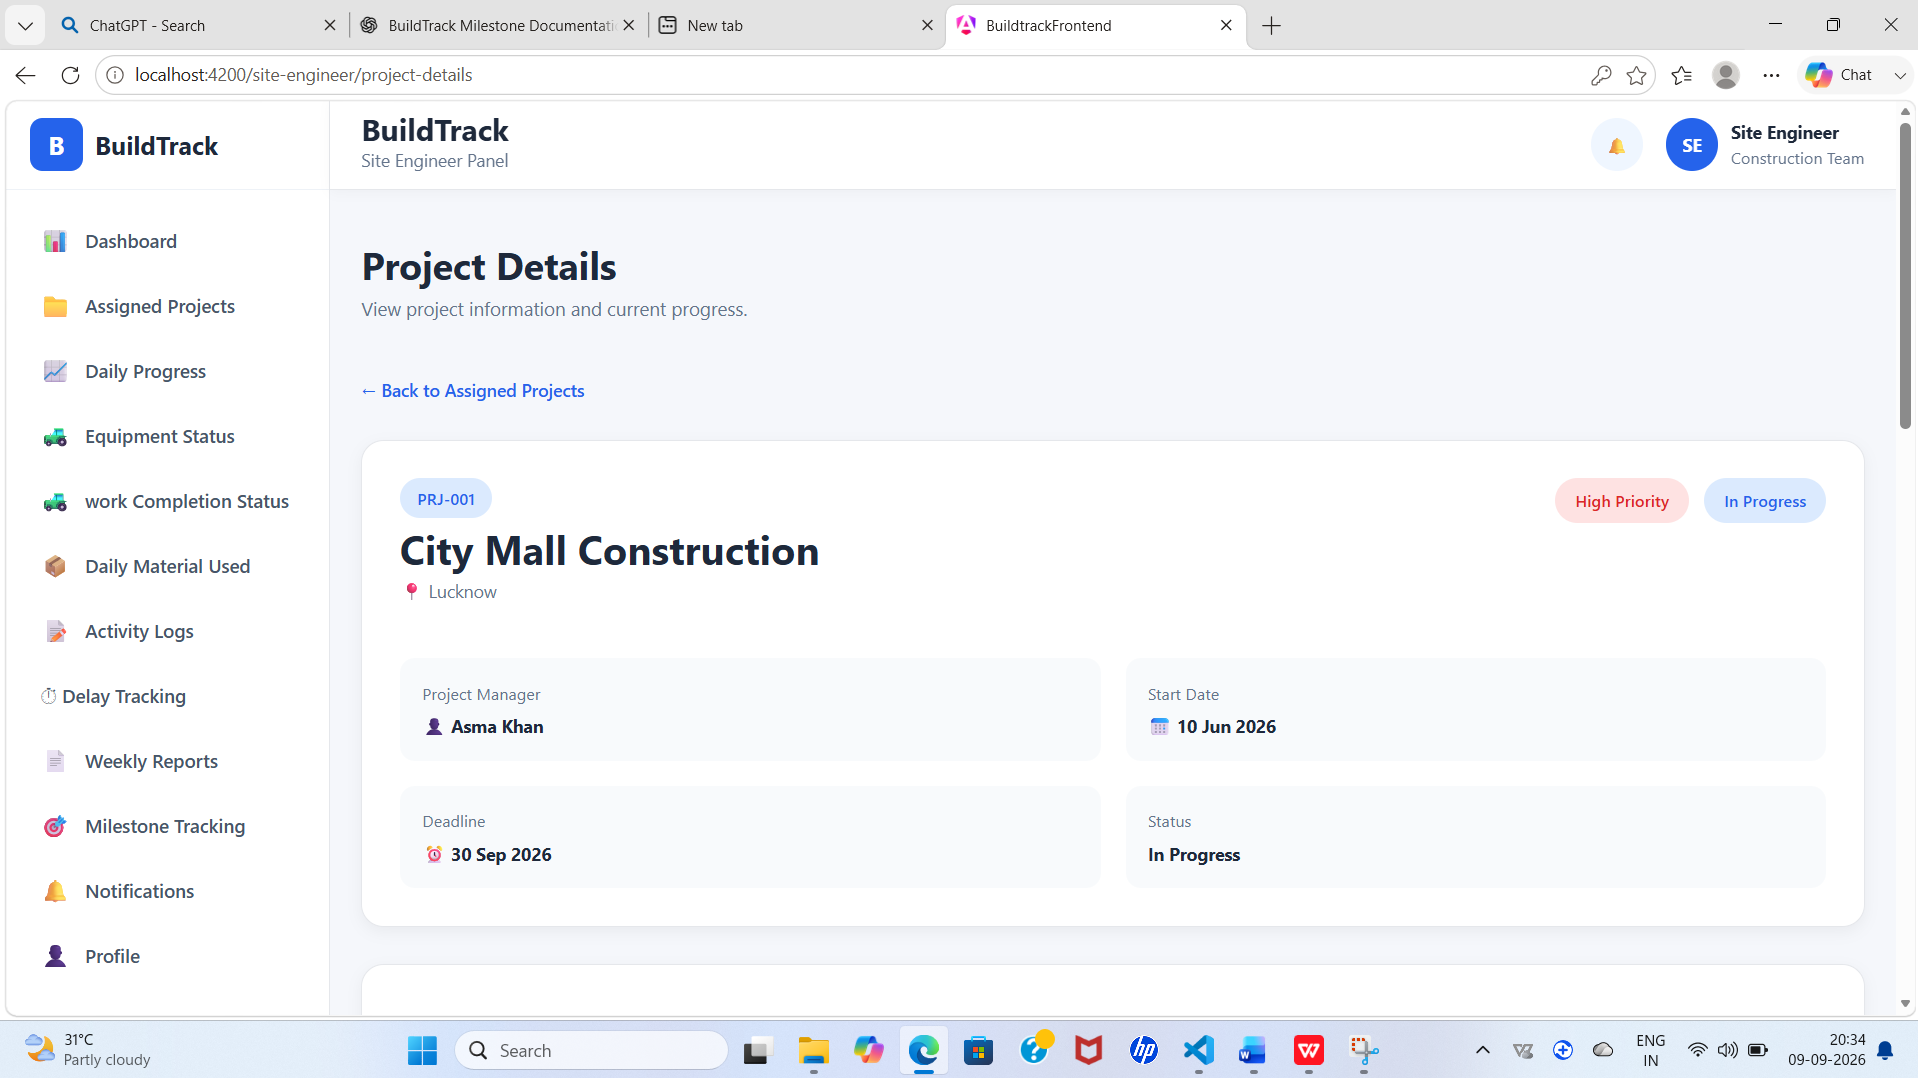 ChatGPT - Search
BuildTrack Milestone Documentati
New tab
BuildtrackFrontend
localhost:4200/site-engineer/project-details
Chat
B
BuildTrack
BuildTrack
Site Engineer Panel
SE
Site Engineer
Construction Team
Dashboard
Assigned Projects
Daily Progress
Equipment Status
work Completion Status
Daily Material Used
Activity Logs
Delay Tracking
Weekly Reports
Milestone Tracking
Notifications
Profile
Project Details
View project information and current progress.
← Back to Assigned Projects
PRJ-001
High Priority
In Progress
City Mall Construction
Lucknow
Project Manager
Asma Khan
Start Date
10 Jun 2026
Deadline
30 Sep 2026
Status
In Progress
31°C
Partly cloudy
Search
ENG
IN
20:34
09-09-2026